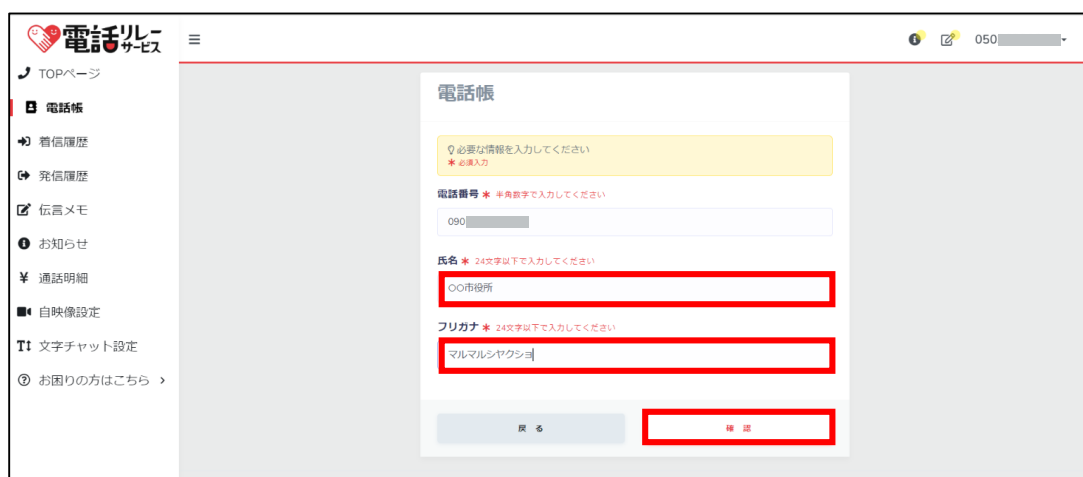 電話リレーサービス
050
TOPページ
電話帳
着信履歴
発信履歴
伝言メモ
お知らせ
通話明細
自映像設定
文字チャット設定
お困りの方はこちら
電話帳
必要な情報を入力してください
* 必須入力
電話番号 * 半角数字で入力してください
090
氏名 * 24文字以下で入力してください
〇〇市役所
フリガナ * 24文字以下で入力してください
マルマルシヤクショ
戻る
確認